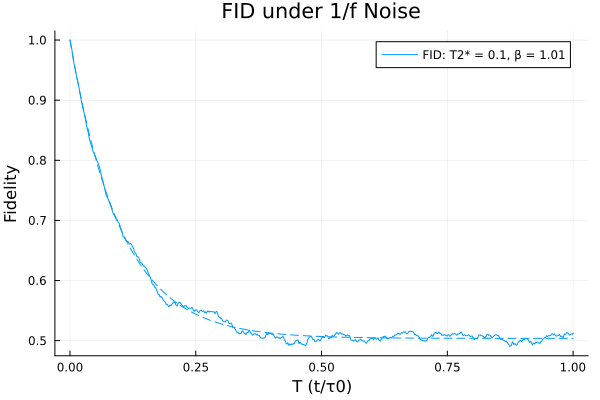 FID under 1/f Noise
FID: T2* = 0.1, β = 1.01
1.0
0.9
0.8
0.7
0.6
0.5
Fidelity
0.00
0.25
0.50
0.75
1.00
T (t/τ0)